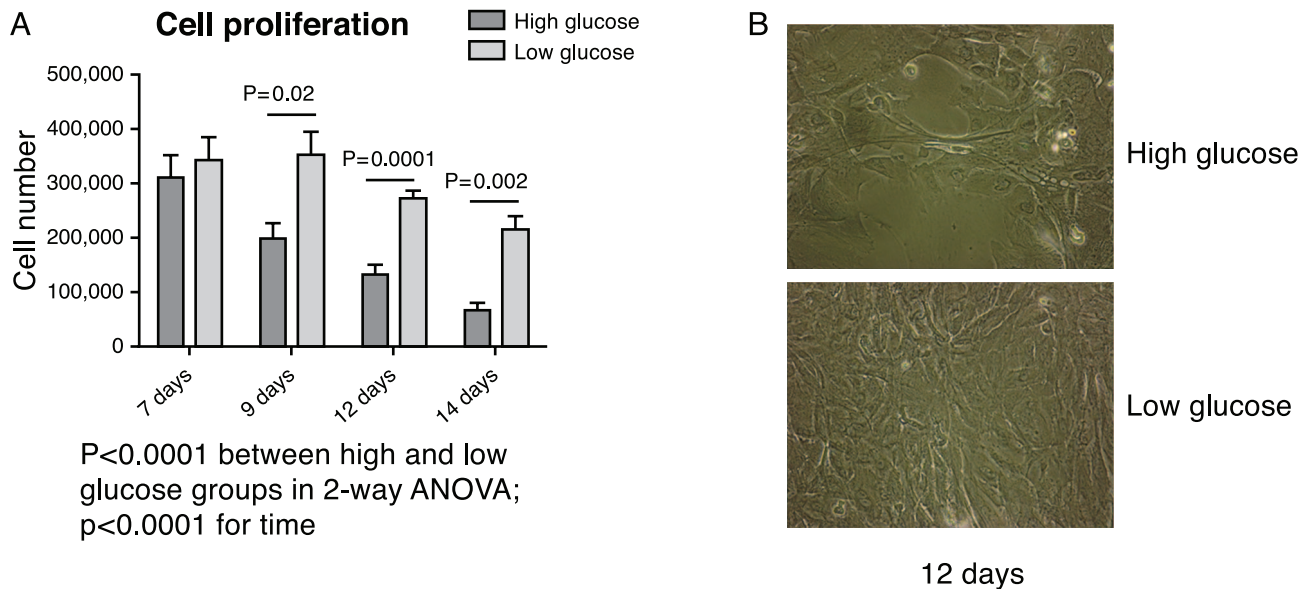 A
Cell proliferation
High glucose
Low glucose
Cell number
500,000
400,000
300,000
200,000
100,000
0
P=0.02
P=0.0001
P=0.002
7 days
9 days
12 days
14 days
P<0.0001 between high and low
glucose groups in 2-way ANOVA;
p<0.0001 for time
B
High glucose
Low glucose
12 days